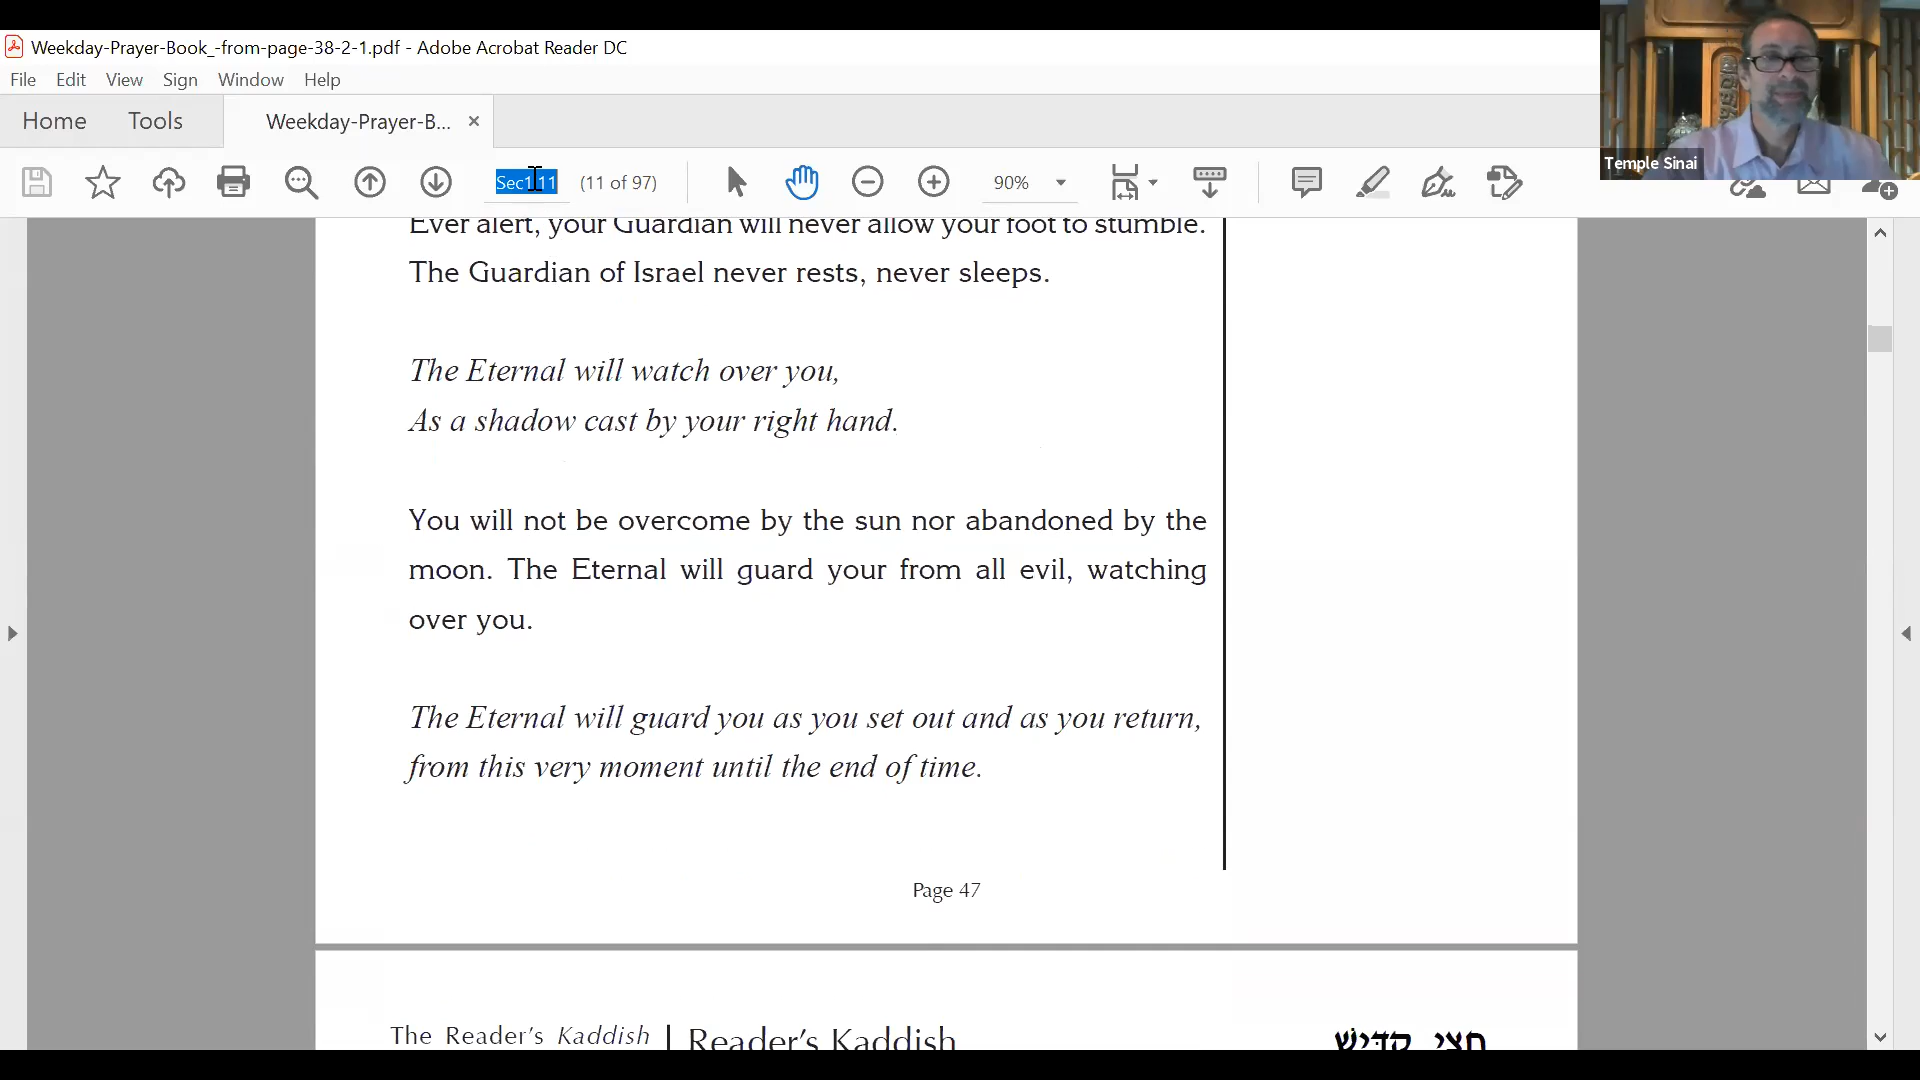 Weekday-Prayer-Book_-from-page-38-2-1.pdf - Adobe Acrobat Reader DC
File Edit View Sign Window Help
Home Tools Weekday-Prayer-B... ×
Sec1:11 (11 of 97) 90%
Temple Sinai
Ever alert, your Guardian will never allow your foot to stumble.
The Guardian of Israel never rests, never sleeps.
The Eternal will watch over you,
As a shadow cast by your right hand.
You will not be overcome by the sun nor abandoned by the
moon. The Eternal will guard your from all evil, watching
over you.
The Eternal will guard you as you set out and as you return,
from this very moment until the end of time.
Page 47
The Reader's Kaddish | Reader's Kaddish חצי קדיש